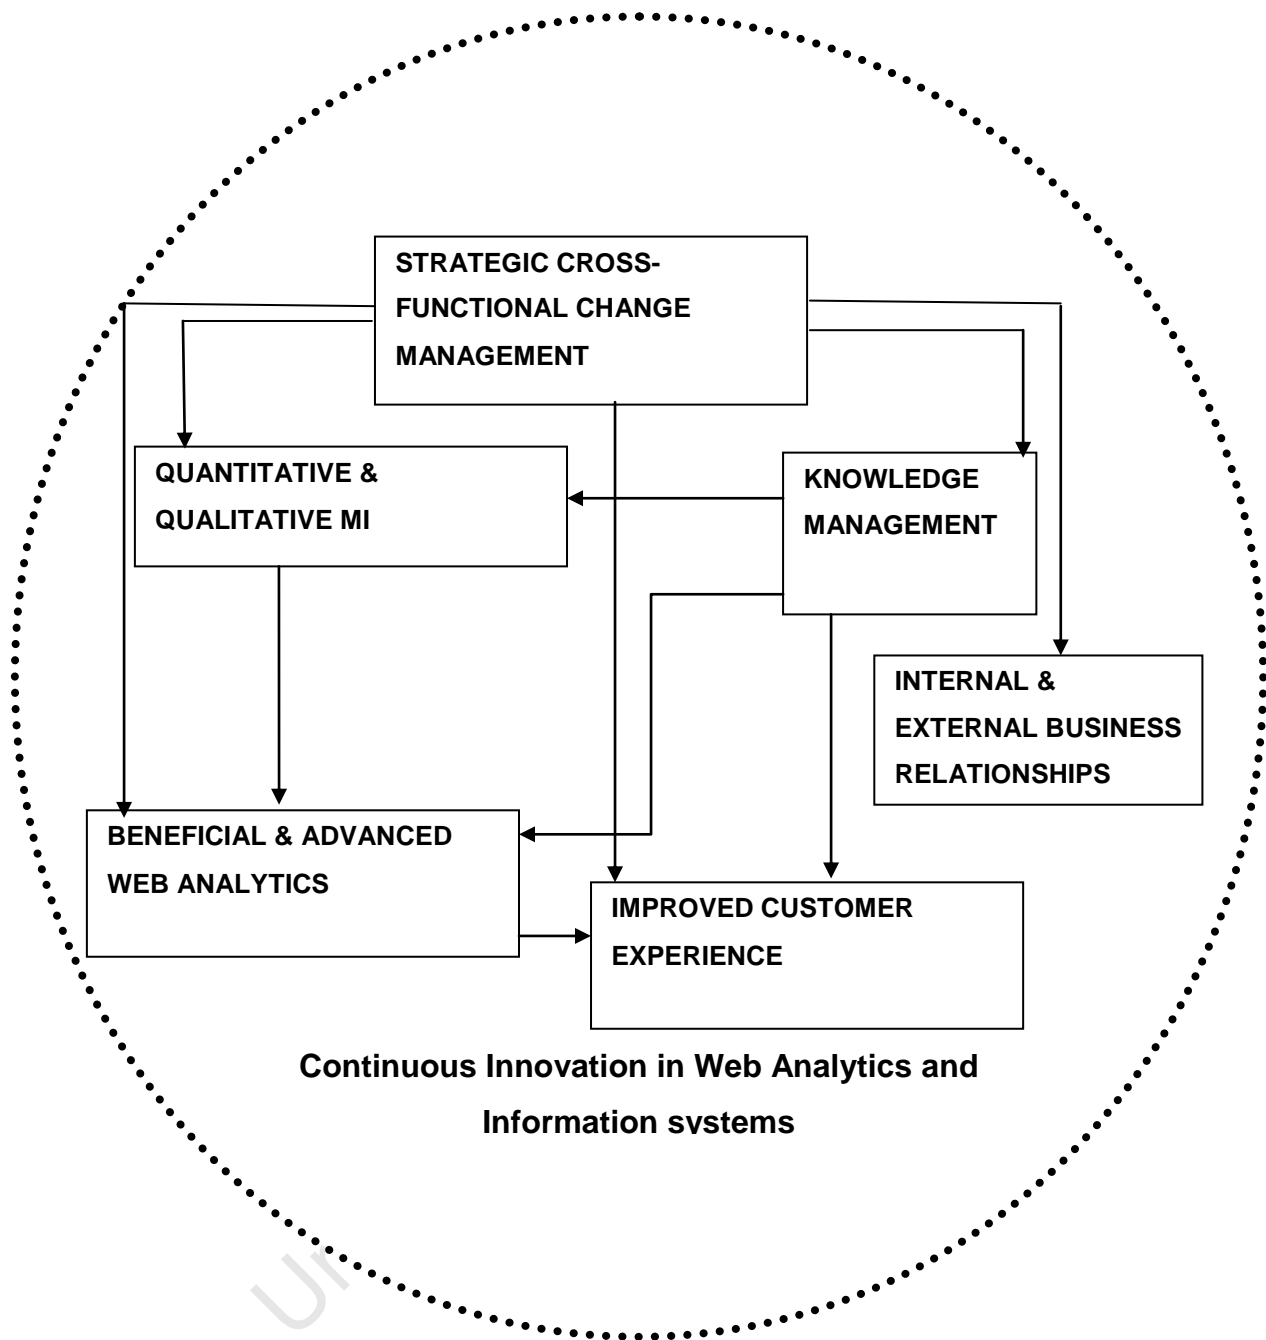 STRATEGIC CROSS-
FUNCTIONAL CHANGE
MANAGEMENT
QUANTITATIVE &
QUALITATIVE MI
KNOWLEDGE
MANAGEMENT
INTERNAL &
EXTERNAL BUSINESS
RELATIONSHIPS
BENEFICIAL & ADVANCED
WEB ANALYTICS
IMPROVED CUSTOMER
EXPERIENCE
Continuous Innovation in Web Analytics and
Information systems